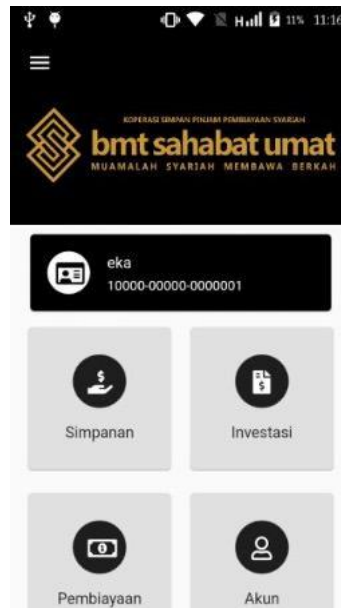 H 11% 11:16
KOPERASI SIMPAN PINJAM PEMBIAYAAN SYARIAH
bmt sahabat umat
MUAMALAH SYARIAH MEMBAWA BERKAH
eka
10000-00000-0000001
Simpanan
Investasi
Pembiayaan
Akun